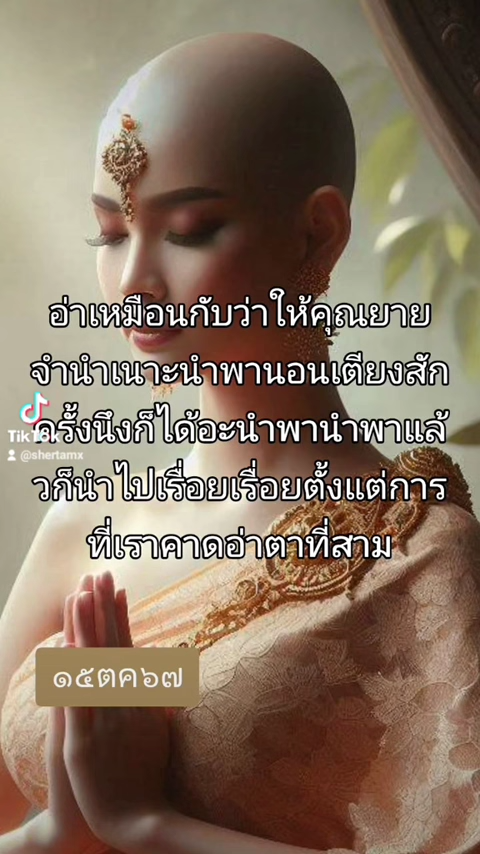 อ่าเหมือนกับว่าให้คุณยาย
จำนำเนาะนำพานอนเตียงสัก
ครั้งนึงก็ได้อะนำพานำพาแล้
วก็นำไปเรื่อยเรื่อยตั้งแต่การ
ที่เราคาดอ่าตาที่สาม
TikTok
@shertamx
๑๕ตค๖๗